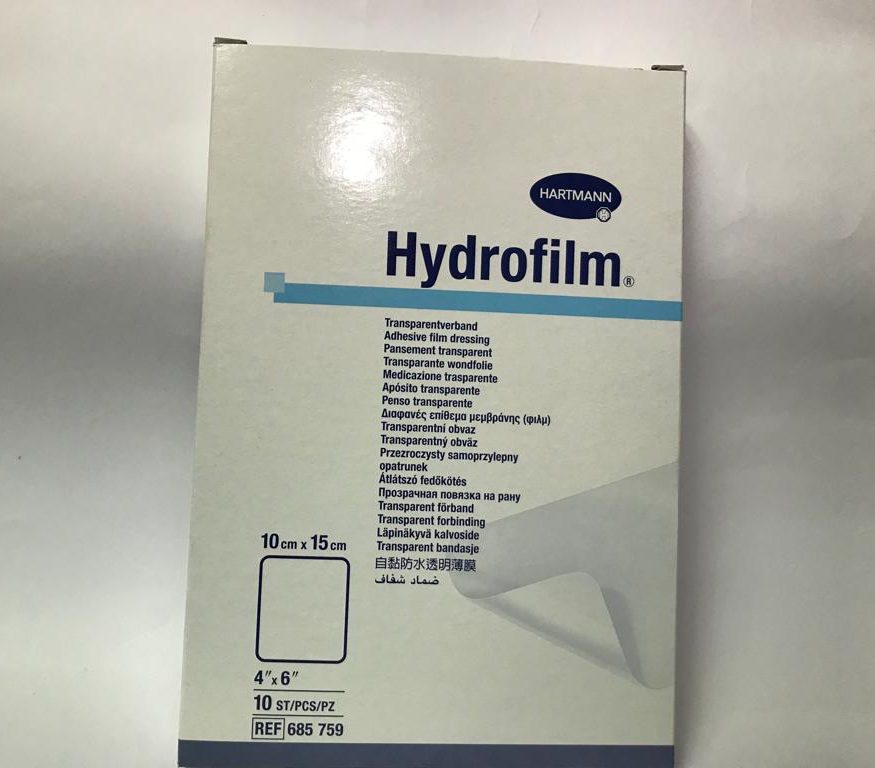 HARTMANN
Hydrofilm®
Transparentverband
Adhesive film dressing
Pansement transparent
Transparante wondfolie
Medicazione trasparente
Apósito transparente
Penso transparente
Διαφανές επίθεμα μεμβράνης (φιλμ)
Transparentní obvaz
Transparentný obväz
Przezroczysty samoprzylepny
opatrunek
Átlátszó fedőkötés
Прозрачная повязка на рану
Transparent förband
Transparent forbinding
Läpinäkyvä kalvoside
Transparent bandasje
自黏防水透明薄膜
ضماد شفاف
10 cm x 15 cm
4" x 6"
10 ST/PCS/PZ
REF 685 759